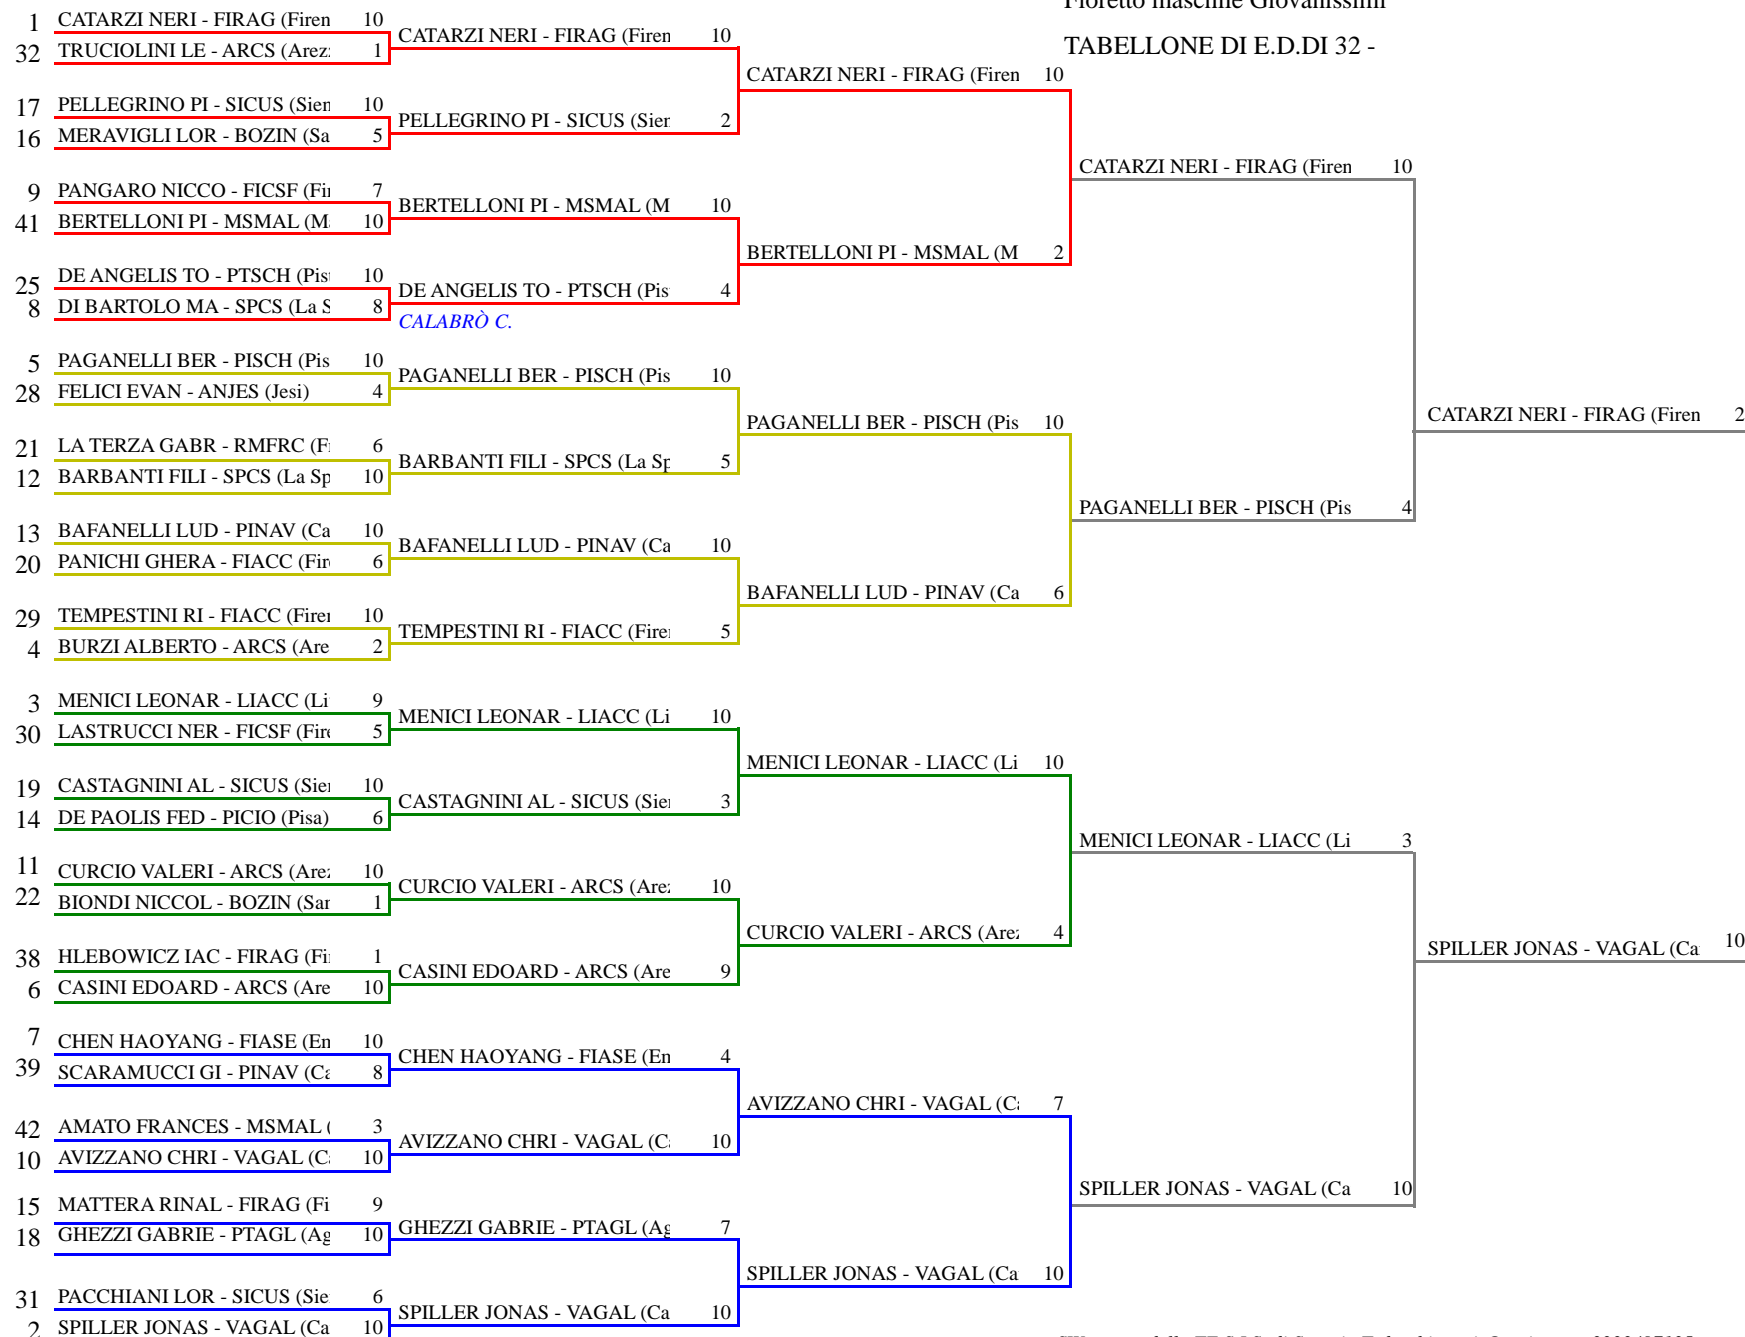 Fioretto maschile Giovanissimi
TABELLONE DI E.D.DI 32 -
1 CATARZI NERI - FIRAG (Firen 10
32 TRUCIOLINI LE - ARCS (Arez 1
17 PELLEGRINO PI - SICUS (Sien 10
16 MERAVIGLI LOR - BOZIN (Sa 5
9 PANGARO NICCO - FICSF (Fi 7
41 BERTELLONI PI - MSMAL (M 10
25 DE ANGELIS TO - PTSCH (Pis 10
8 DI BARTOLO MA - SPCS (La S 8
5 PAGANELLI BER - PISCH (Pis 10
28 FELICI EVAN - ANJES (Jesi) 4
21 LA TERZA GABR - RMFRC (F 6
12 BARBANTI FILI - SPCS (La Sp 10
13 BAFANELLI LUD - PINAV (Ca 10
20 PANICHI GHERA - FIACC (Fir 6
29 TEMPESTINI RI - FIACC (Firen 10
4 BURZI ALBERTO - ARCS (Are 2
3 MENICI LEONAR - LIACC (Li 9
30 LASTRUCCI NER - FICSF (Fire 5
19 CASTAGNINI AL - SICUS (Sie 10
14 DE PAOLIS FED - PICIO (Pisa) 6
11 CURCIO VALERI - ARCS (Arez 10
22 BIONDI NICCOL - BOZIN (San 1
38 HLEBOWICZ IAC - FIRAG (Fi 1
6 CASINI EDOARD - ARCS (Are 10
7 CHEN HAOYANG - FIASE (En 10
39 SCARAMUCCI GI - PINAV (Ca 8
42 AMATO FRANCES - MSMAL ( 3
10 AVIZZANO CHRI - VAGAL (C 10
15 MATTERA RINAL - FIRAG (Fi 9
18 GHEZZI GABRIE - PTAGL (Ag 10
31 PACCHIANI LOR - SICUS (Sie 6
2 SPILLER JONAS - VAGAL (Ca 10
CATARZI NERI - FIRAG (Firen 10
PELLEGRINO PI - SICUS (Sien 2
BERTELLONI PI - MSMAL (M 10
DE ANGELIS TO - PTSCH (Pis 4
CALABRÒ C.
PAGANELLI BER - PISCH (Pis 10
BARBANTI FILI - SPCS (La Sp 5
BAFANELLI LUD - PINAV (Ca 10
TEMPESTINI RI - FIACC (Firen 5
MENICI LEONAR - LIACC (Li 10
CASTAGNINI AL - SICUS (Sie 3
CURCIO VALERI - ARCS (Arez 10
CASINI EDOARD - ARCS (Are 9
CHEN HAOYANG - FIASE (En 4
AVIZZANO CHRI - VAGAL (C 10
GHEZZI GABRIE - PTAGL (Ag 7
SPILLER JONAS - VAGAL (Ca 10
CATARZI NERI - FIRAG (Firen 10
BERTELLONI PI - MSMAL (M 2
PAGANELLI BER - PISCH (Pis 10
BAFANELLI LUD - PINAV (Ca 6
MENICI LEONAR - LIACC (Li 10
CURCIO VALERI - ARCS (Arez 4
AVIZZANO CHRI - VAGAL (C 7
SPILLER JONAS - VAGAL (Ca 10
CATARZI NERI - FIRAG (Firen 10
PAGANELLI BER - PISCH (Pis 4
MENICI LEONAR - LIACC (Li 3
SPILLER JONAS - VAGAL (Ca 10
CATARZI NERI - FIRAG (Firen 2
SPILLER JONAS - VAGAL (Ca 10